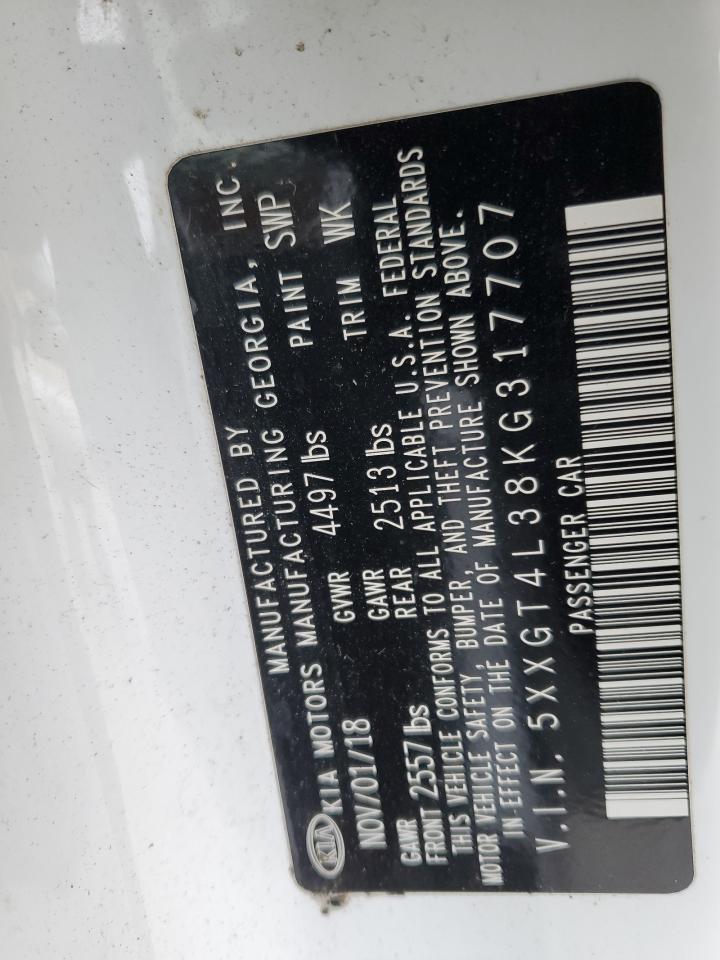 MANUFACTURED BY
KIA KIA MOTORS MANUFACTURING GEORGIA, INC.
NOV/01/18 GVWR 4497 lbs PAINT SWP
GAWR FRONT 2557 lbs GAWR REAR 2513 lbs TRIM WK
THIS VEHICLE CONFORMS TO ALL APPLICABLE U.S.A. FEDERAL
MOTOR VEHICLE SAFETY, BUMPER, AND THEFT PREVENTION STANDARDS
IN EFFECT ON THE DATE OF MANUFACTURE SHOWN ABOVE.
V.I.N. 5XXGT4L38KG317707
PASSENGER CAR